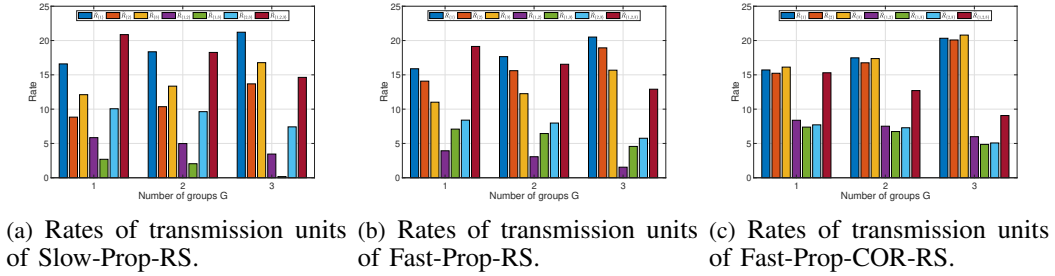 25
20
15
10
5
0
Rate
1 2 3
Number of groups G
25
20
15
10
5
0
Rate
1 2 3
Number of groups G
25
20
15
10
5
0
Rate
1 2 3
Number of groups G
(a) Rates of transmission units
of Slow-Prop-RS.
(b) Rates of transmission units
of Fast-Prop-RS.
(c) Rates of transmission units
of Fast-Prop-COR-RS.